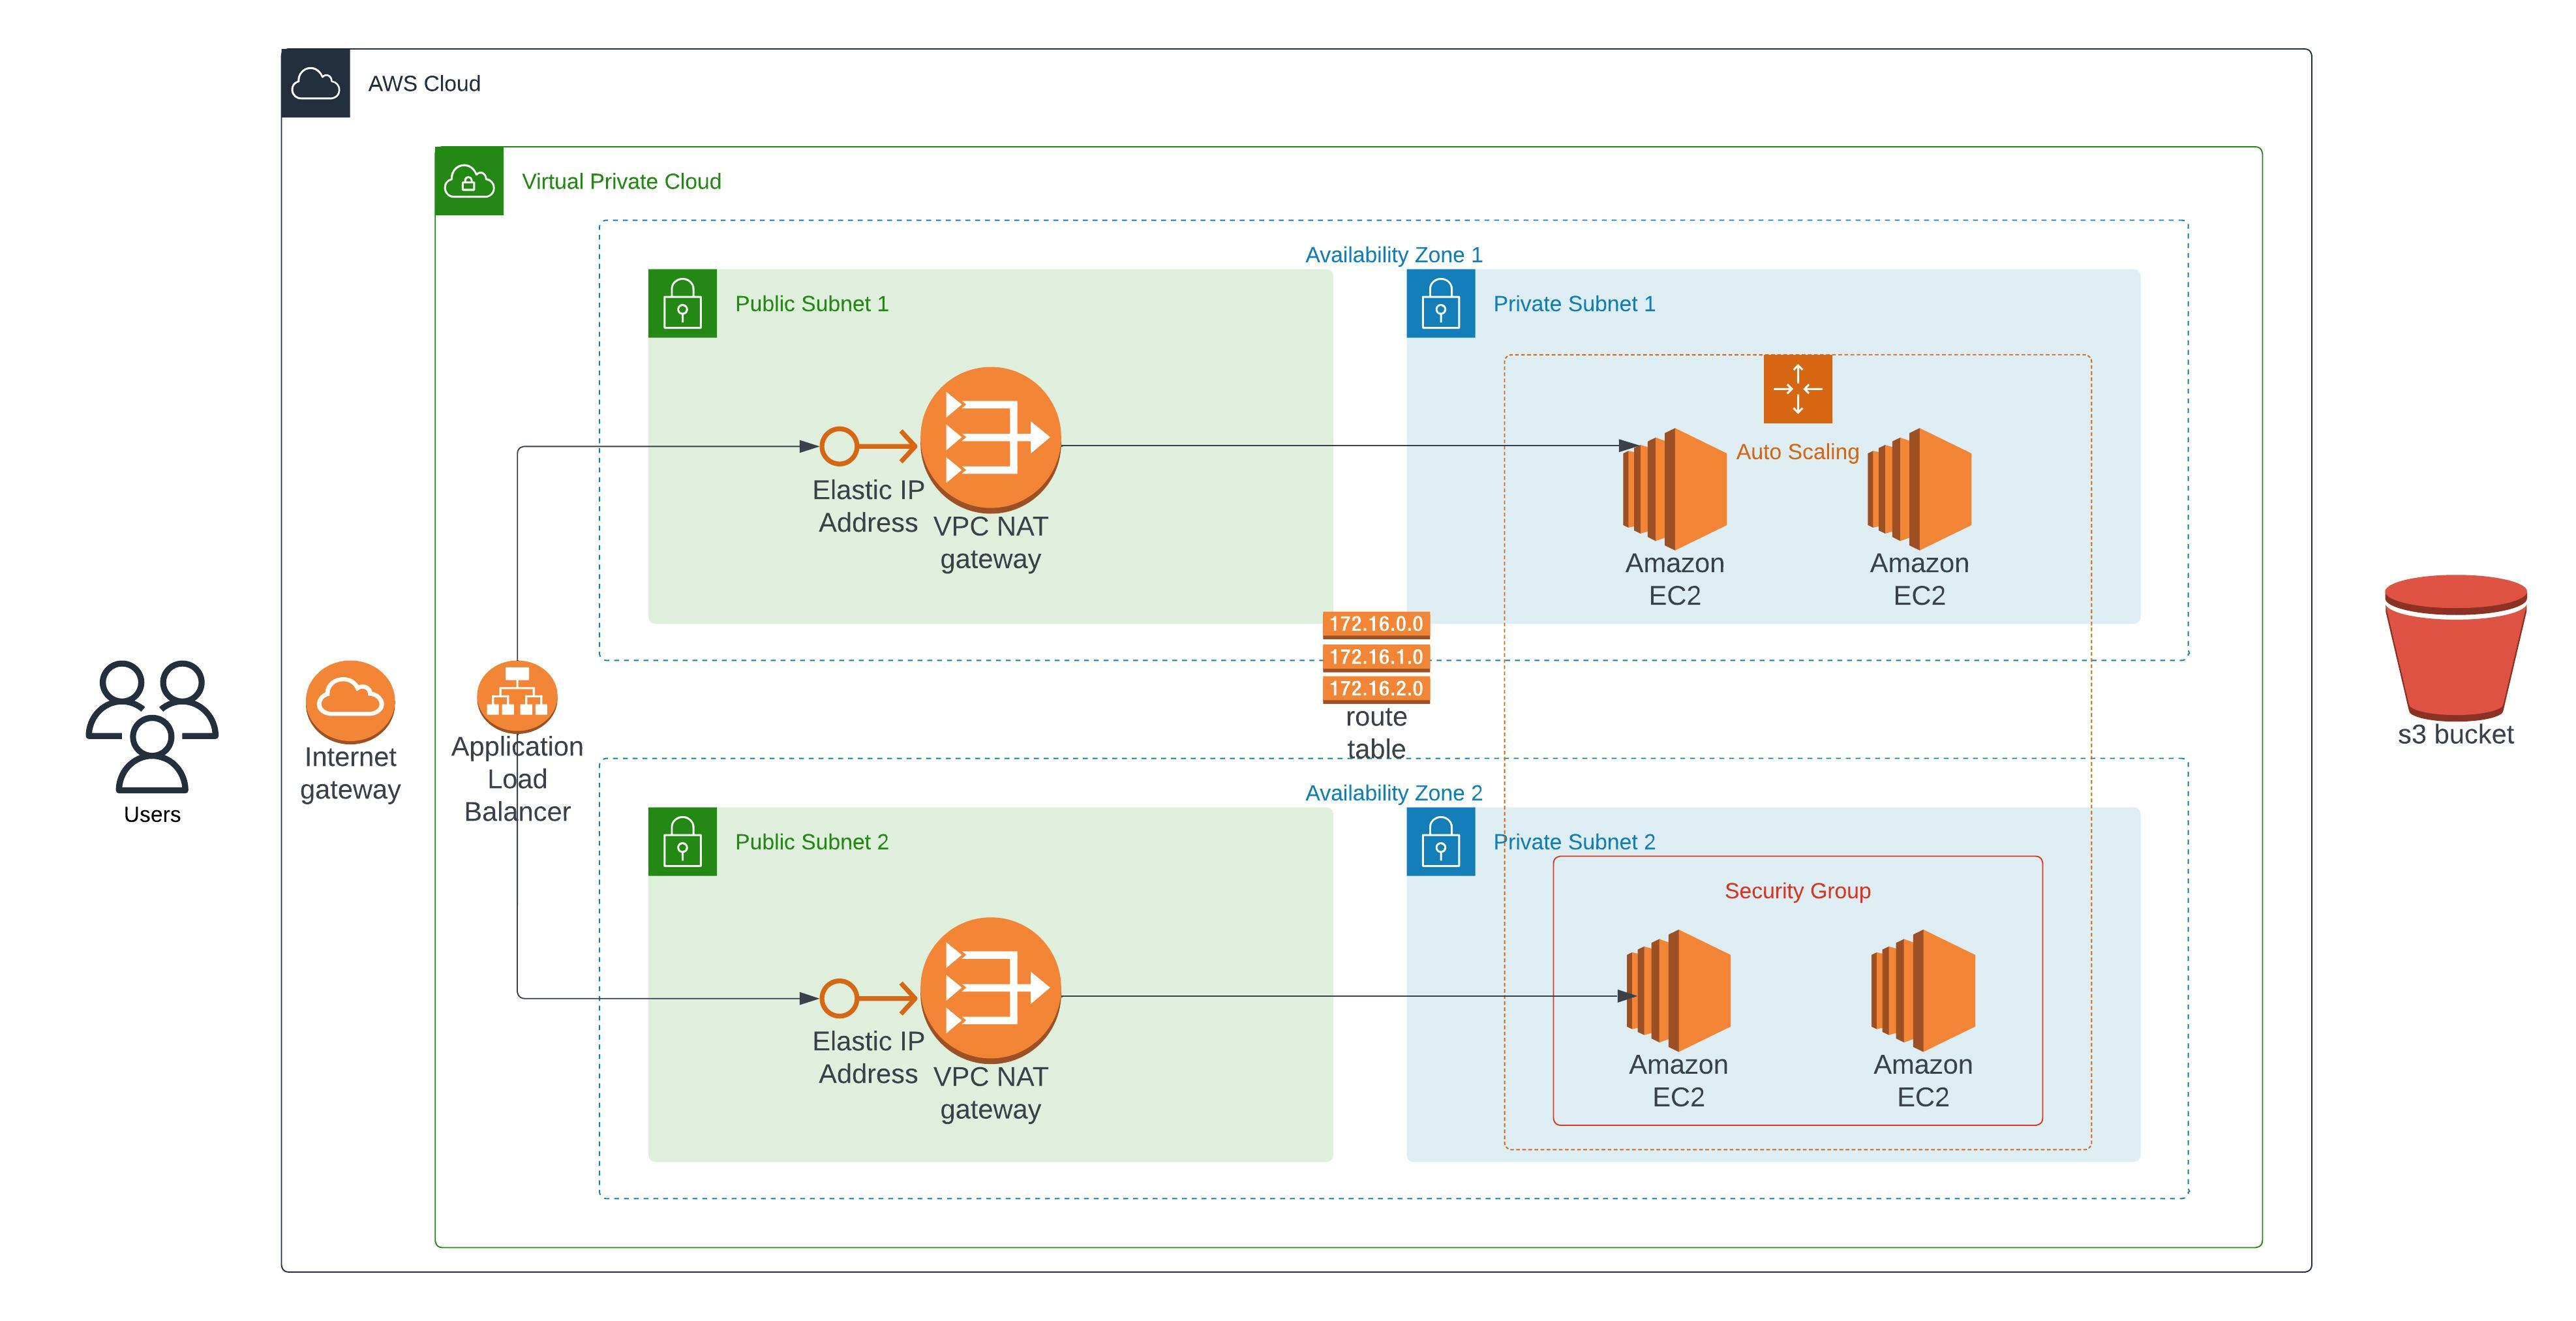 AWS Cloud
Virtual Private Cloud
Availability Zone 1
Public Subnet 1
Private Subnet 1
Auto Scaling
Elastic IP
Address
VPC NAT
gateway
Amazon
EC2
Amazon
EC2
172.16.0.0
172.16.1.0
172.16.2.0
route
table
Users
Internet
gateway
Application
Load
Balancer
s3 bucket
Availability Zone 2
Public Subnet 2
Private Subnet 2
Security Group
Elastic IP
Address
VPC NAT
gateway
Amazon
EC2
Amazon
EC2